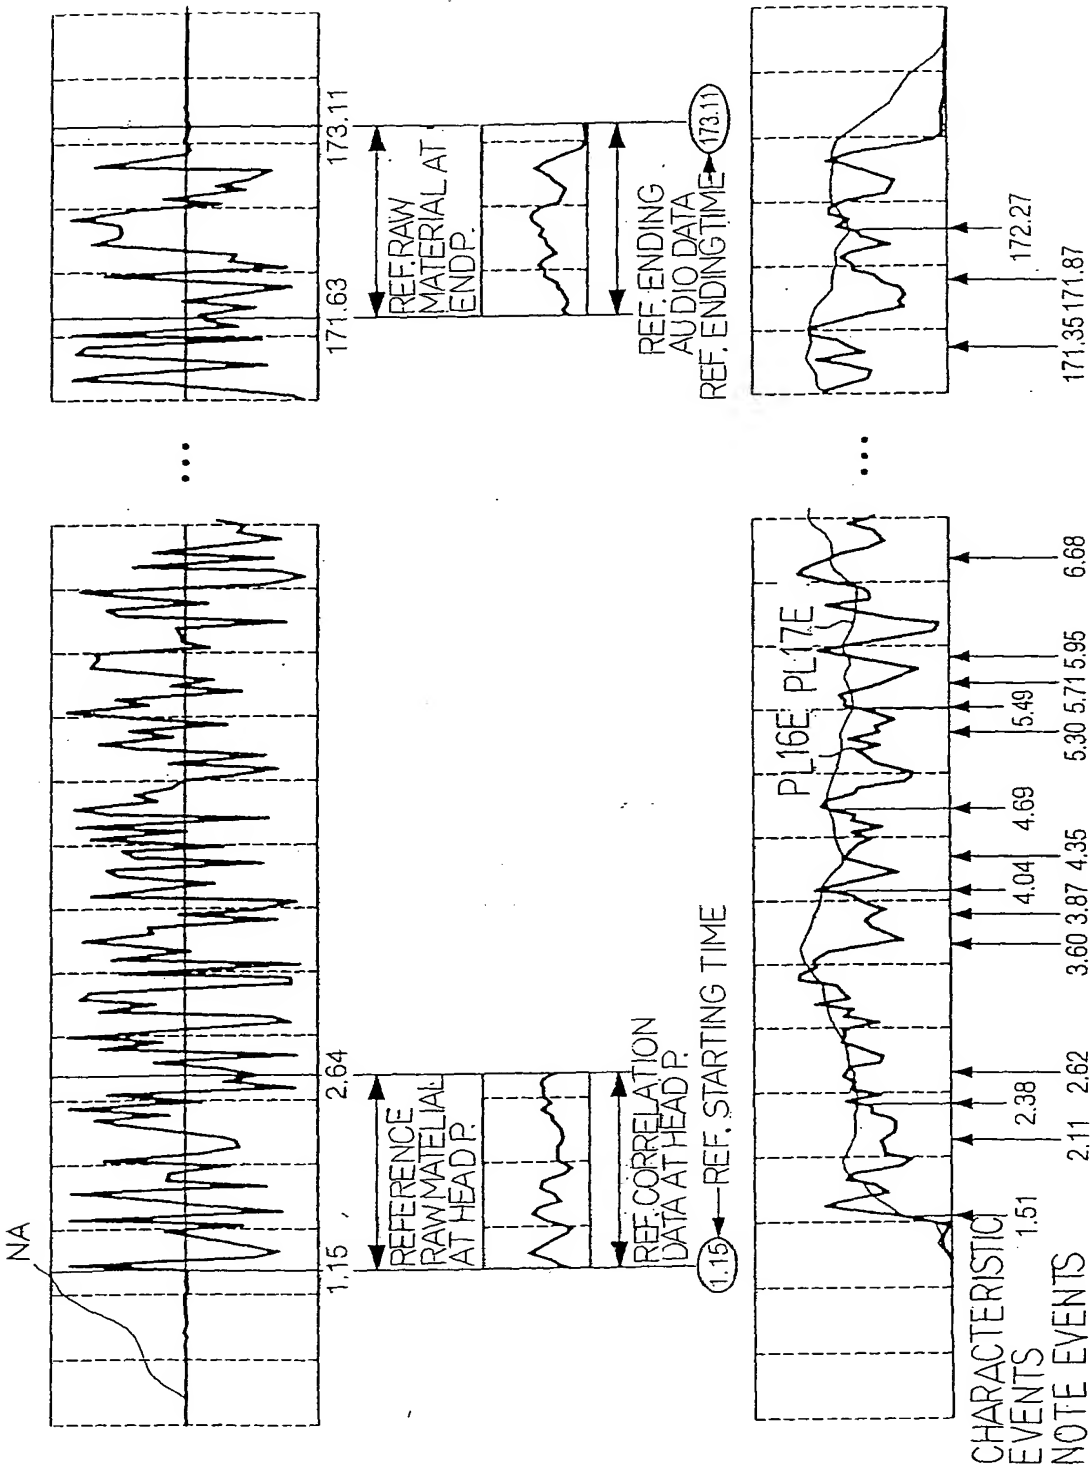 NA
1.15
2.64
171.63
173.11
REFERENCE
RAW MATELIAL
AT HEAD P.
REF.RAW
MATERIAL AT
END P.
REF. CORRELATION
DATA AT HEAD P.
1.15
REF. STARTING TIME
REF. ENDING
AUDIO DATA
REF. ENDING TIME
173.11
PL16E
PL17E
CHARACTERISTIC
EVENTS
1.51
2.38
4.04
4.69
5.49
172.27
NOTE EVENTS
2.11
2.62
3.60
3.87
4.35
5.30
5.71
5.95
6.68
171.35
171.87